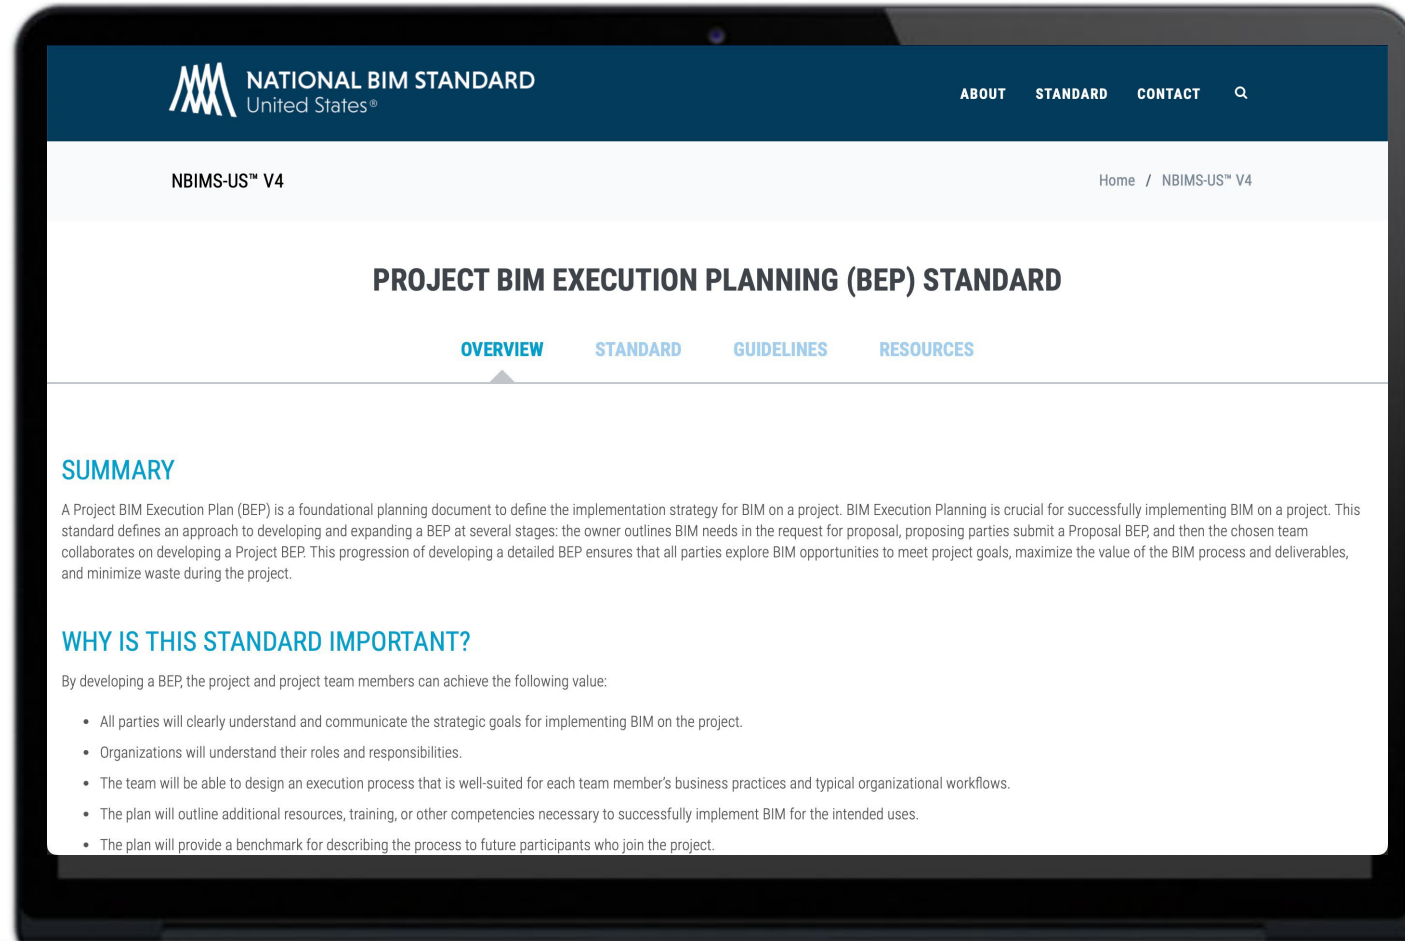 NATIONAL BIM STANDARD
United States®
ABOUT STANDARD CONTACT
NBIMS-US™ V4
Home / NBIMS-US™ V4
PROJECT BIM EXECUTION PLANNING (BEP) STANDARD
OVERVIEW STANDARD GUIDELINES RESOURCES
SUMMARY
A Project BIM Execution Plan (BEP) is a foundational planning document to define the implementation strategy for BIM on a project. BIM Execution Planning is crucial for successfully implementing BIM on a project. This
standard defines an approach to developing and expanding a BEP at several stages: the owner outlines BIM needs in the request for proposal, proposing parties submit a Proposal BEP, and then the chosen team
collaborates on developing a Project BEP. This progression of developing a detailed BEP ensures that all parties explore BIM opportunities to meet project goals, maximize the value of the BIM process and deliverables,
and minimize waste during the project.
WHY IS THIS STANDARD IMPORTANT?
By developing a BEP, the project and project team members can achieve the following value:
• All parties will clearly understand and communicate the strategic goals for implementing BIM on the project.
• Organizations will understand their roles and responsibilities.
• The team will be able to design an execution process that is well-suited for each team member's business practices and typical organizational workflows.
• The plan will outline additional resources, training, or other competencies necessary to successfully implement BIM for the intended uses.
• The plan will provide a benchmark for describing the process to future participants who join the project.